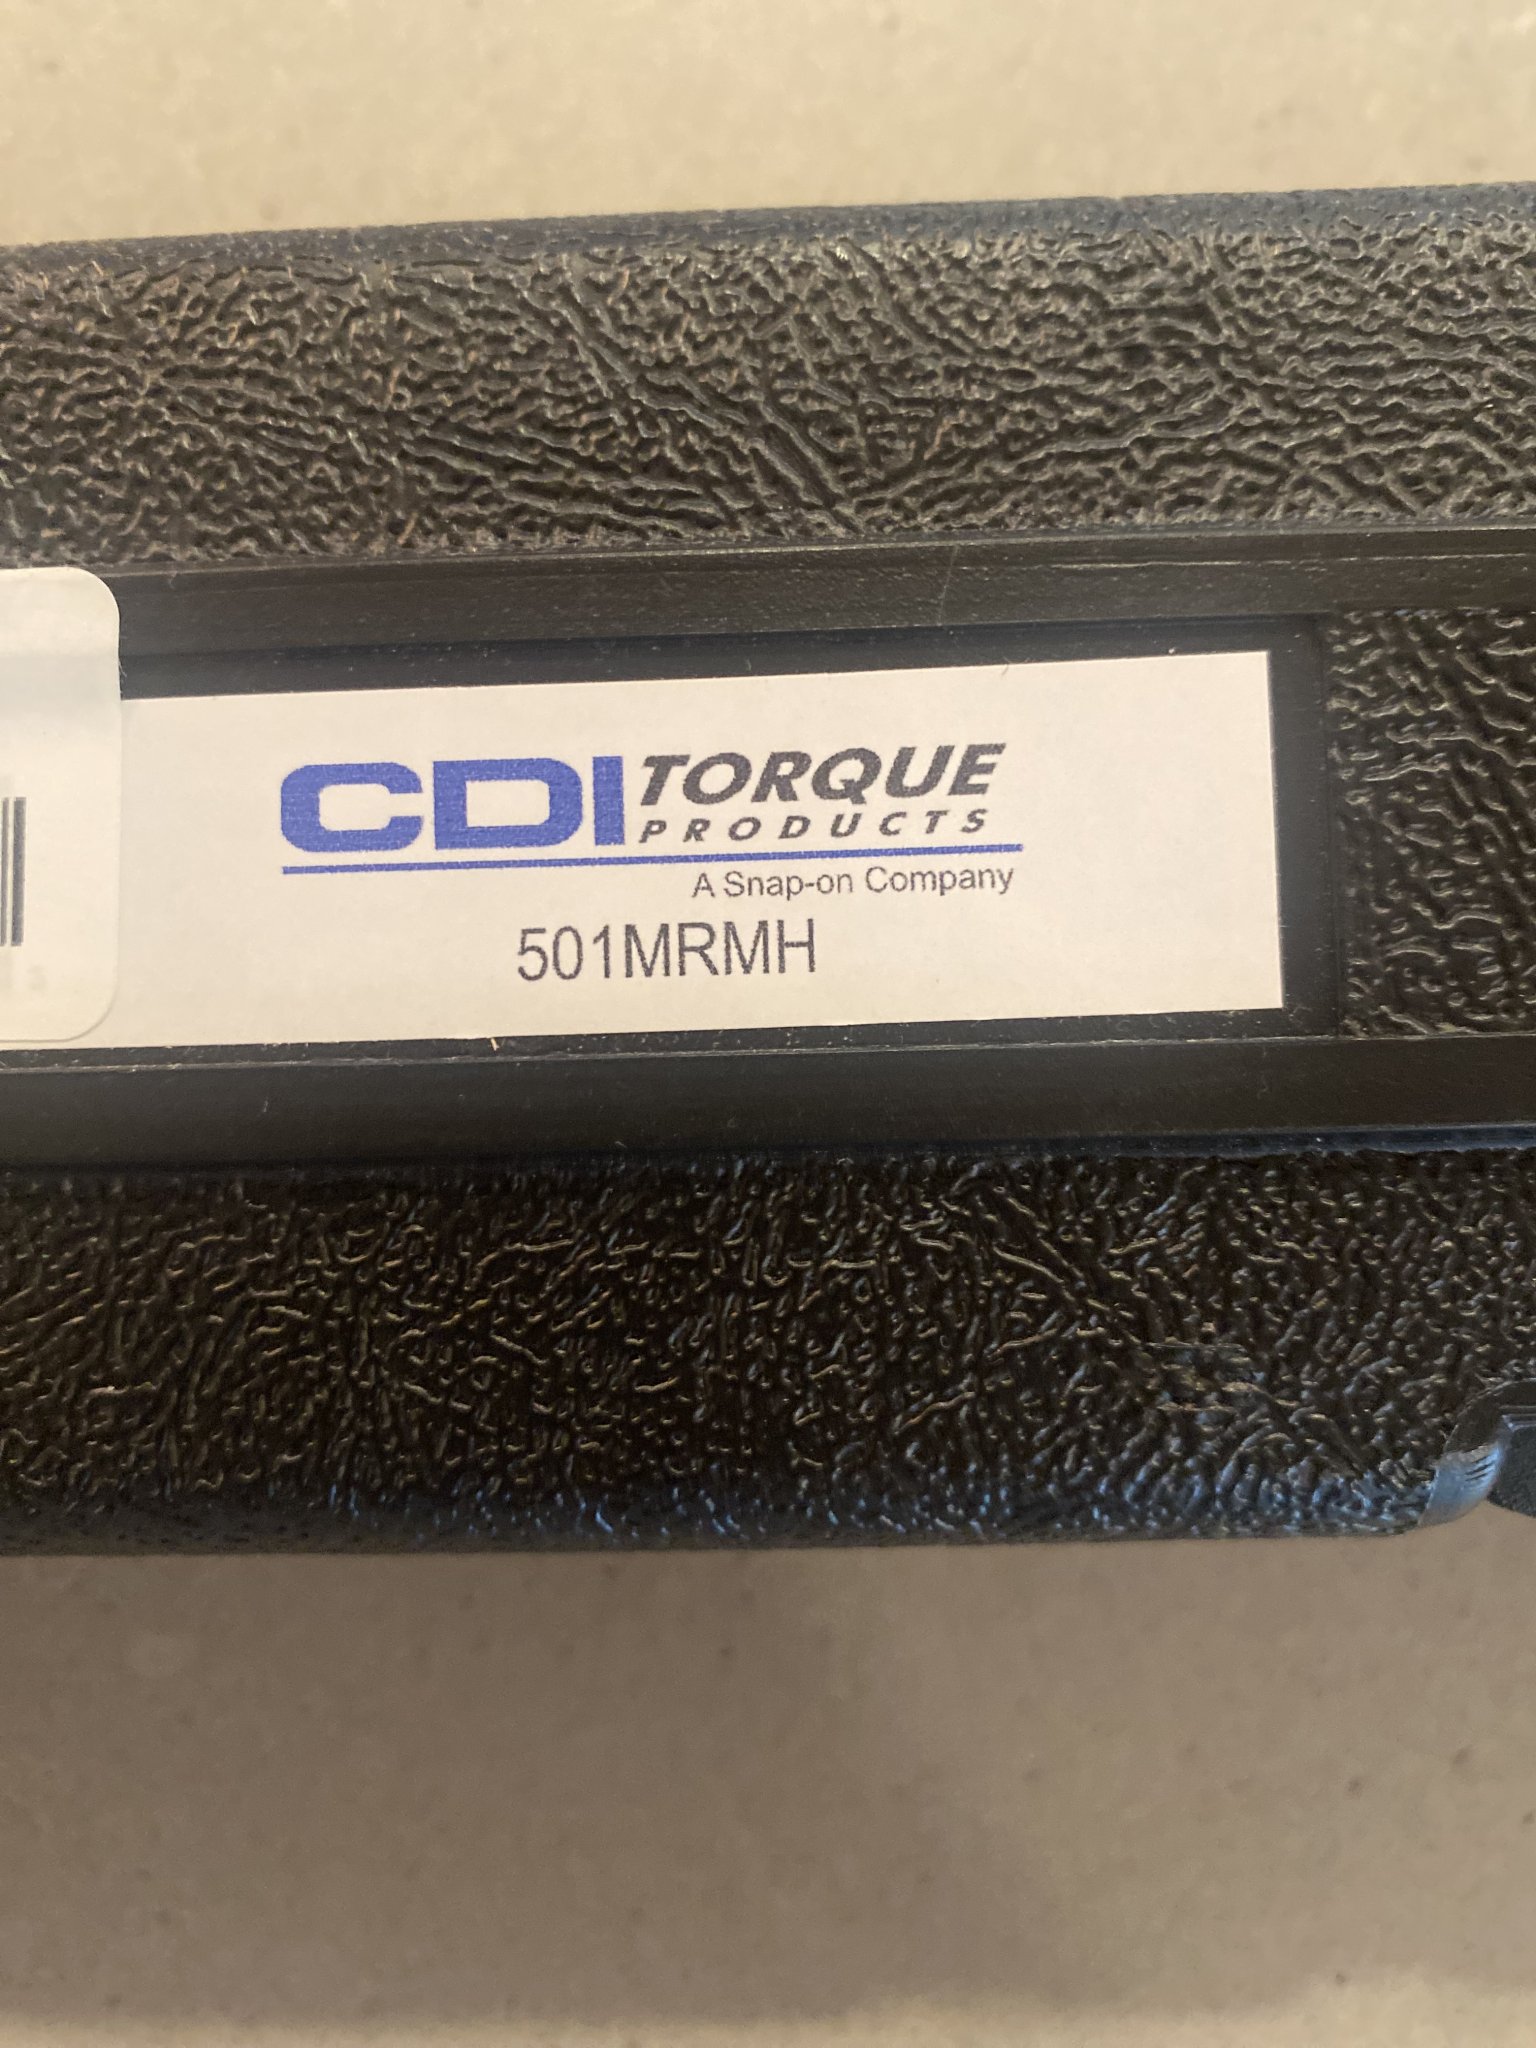 CDI TORQUE
PRODUCTS
A Snap-on Company
501MRMH